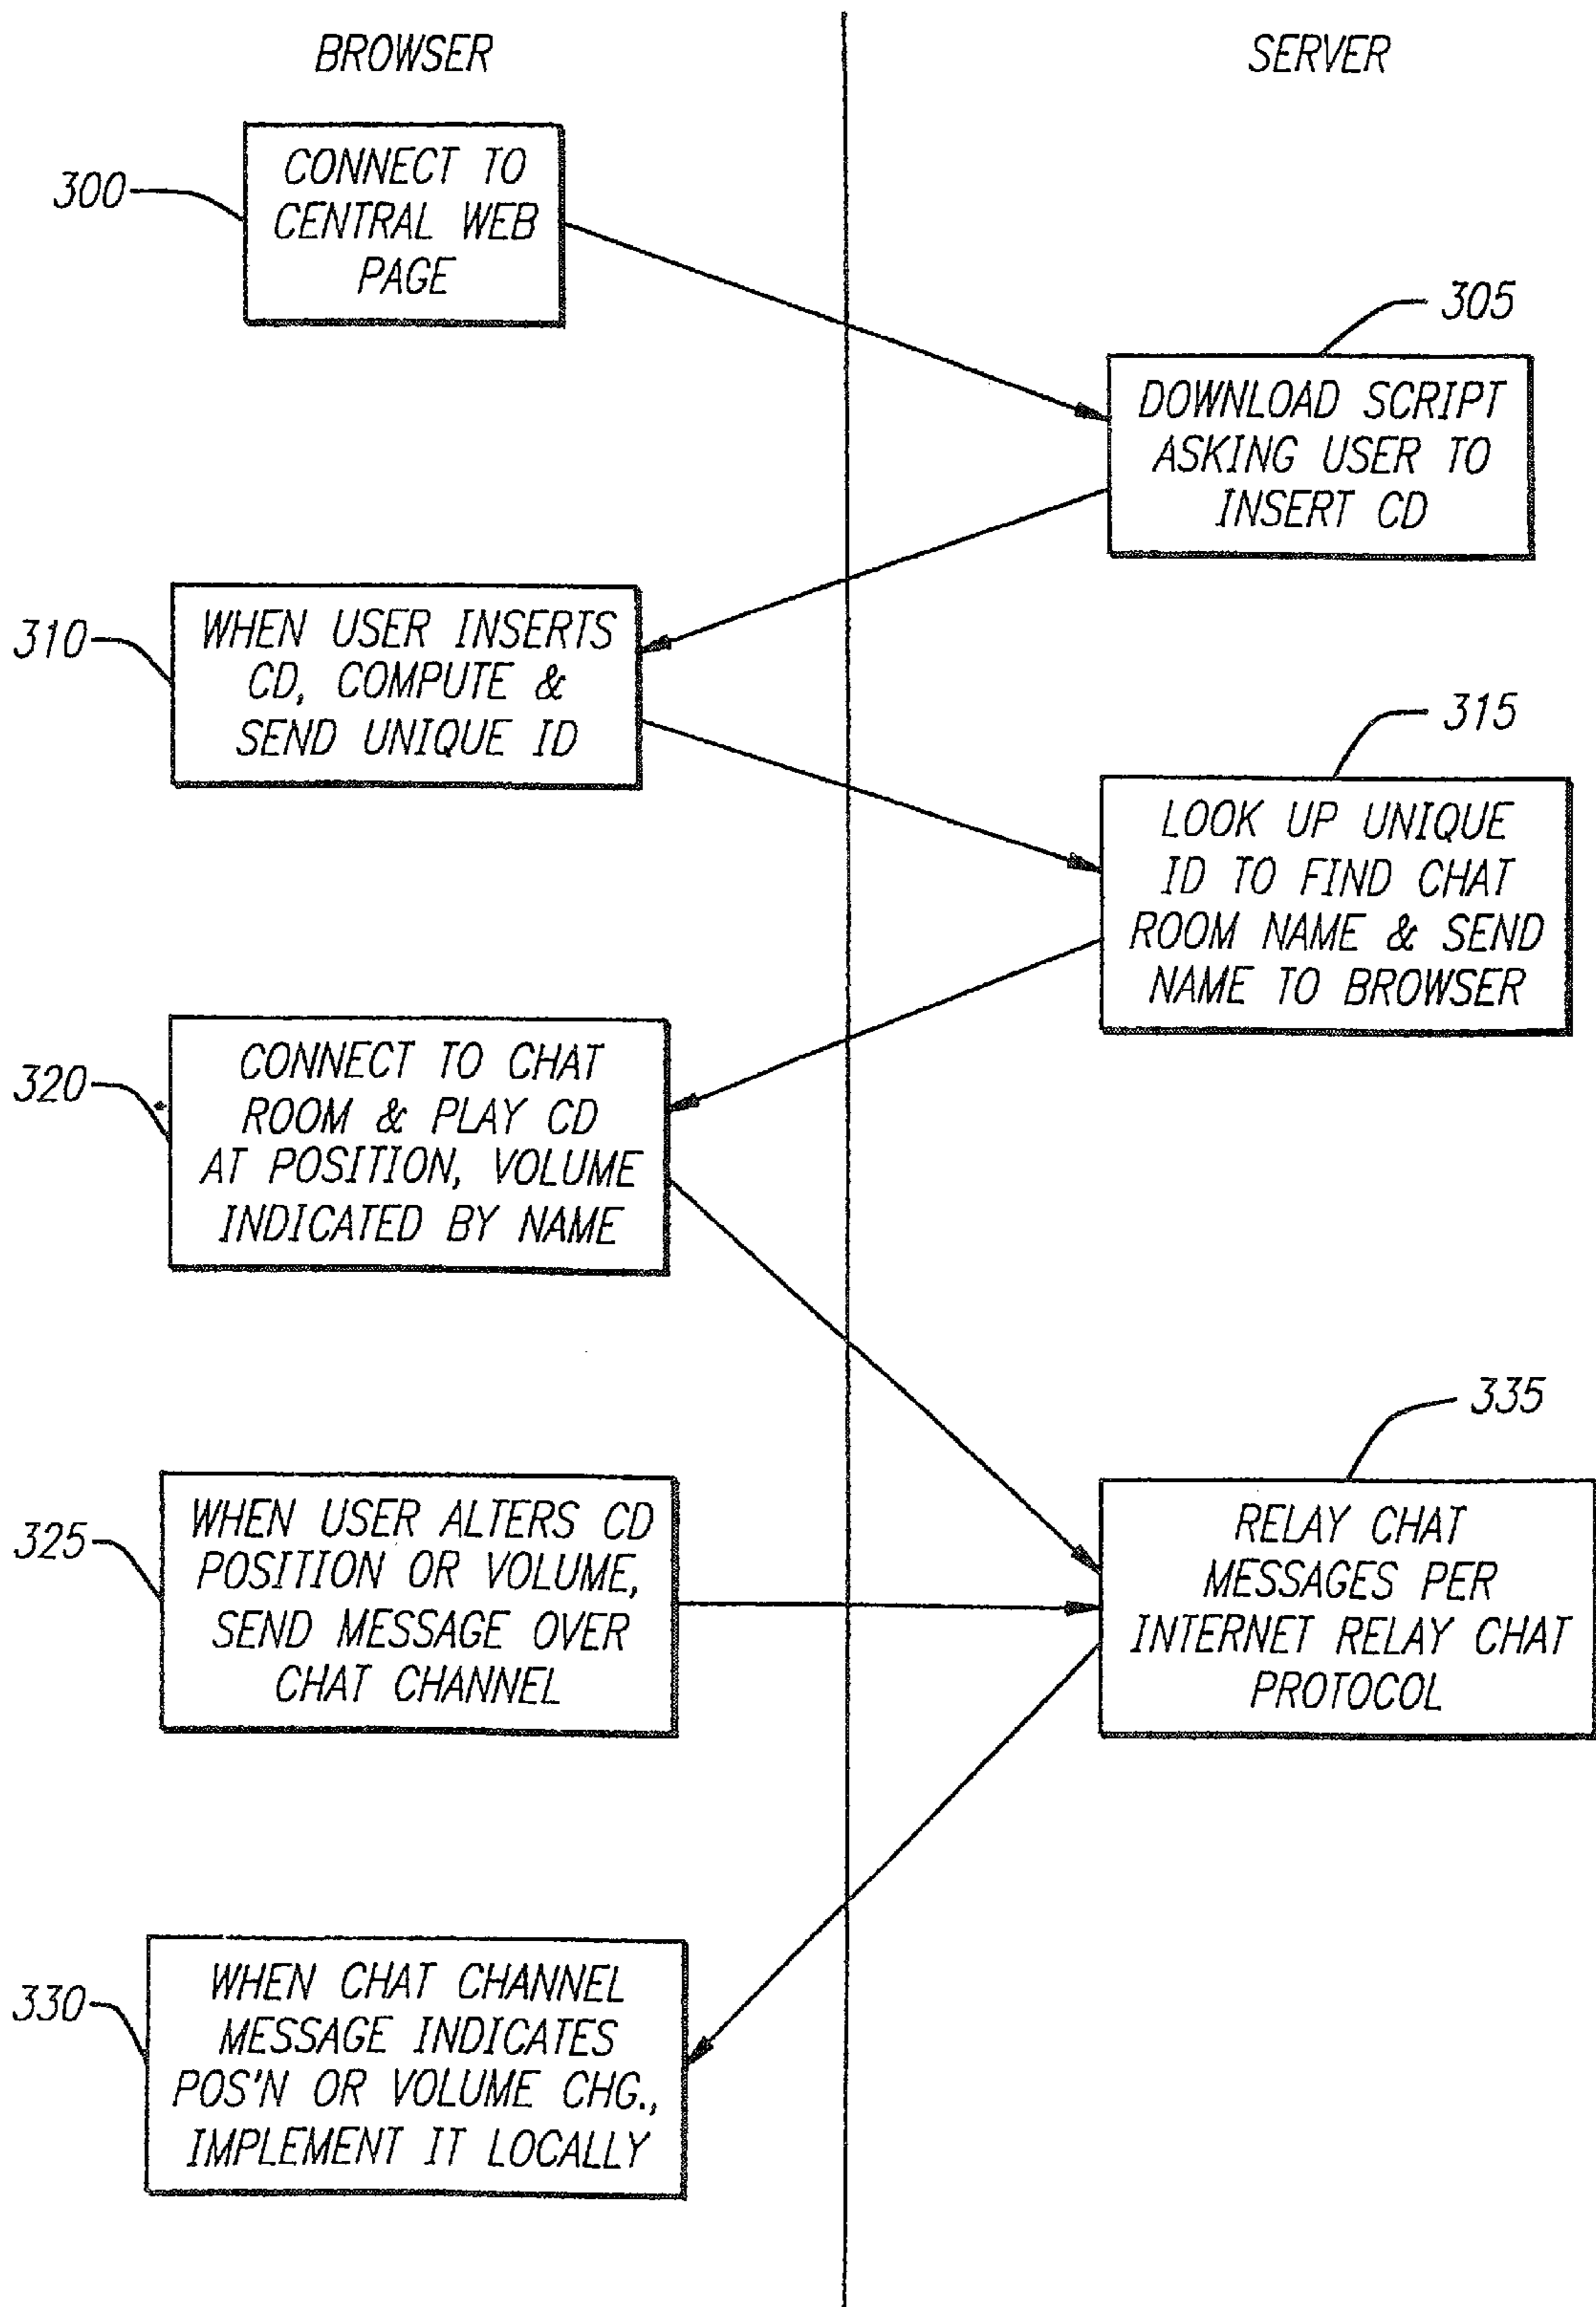 BROWSER
SERVER
300
CONNECT TO
CENTRAL WEB
PAGE
305
DOWNLOAD SCRIPT
ASKING USER TO
INSERT CD
310
WHEN USER INSERTS
CD, COMPUTE &
SEND UNIQUE ID
315
LOOK UP UNIQUE
ID TO FIND CHAT
ROOM NAME & SEND
NAME TO BROWSER
320
CONNECT TO CHAT
ROOM & PLAY CD
AT POSITION, VOLUME
INDICATED BY NAME
325
WHEN USER ALTERS CD
POSITION OR VOLUME,
SEND MESSAGE OVER
CHAT CHANNEL
335
RELAY CHAT
MESSAGES PER
INTERNET RELAY CHAT
PROTOCOL
330
WHEN CHAT CHANNEL
MESSAGE INDICATES
POS'N OR VOLUME CHG.,
IMPLEMENT IT LOCALLY